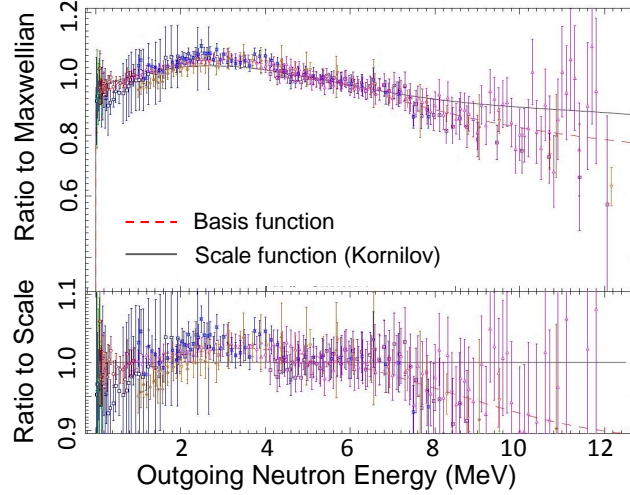 1.2
1.0
0.8
0.6
Ratio to Maxwellian
Basis function
Scale function (Kornilov)
1.1
1.0
0.9
Ratio to Scale
0 2 4 6 8 10 12
Outgoing Neutron Energy (MeV)